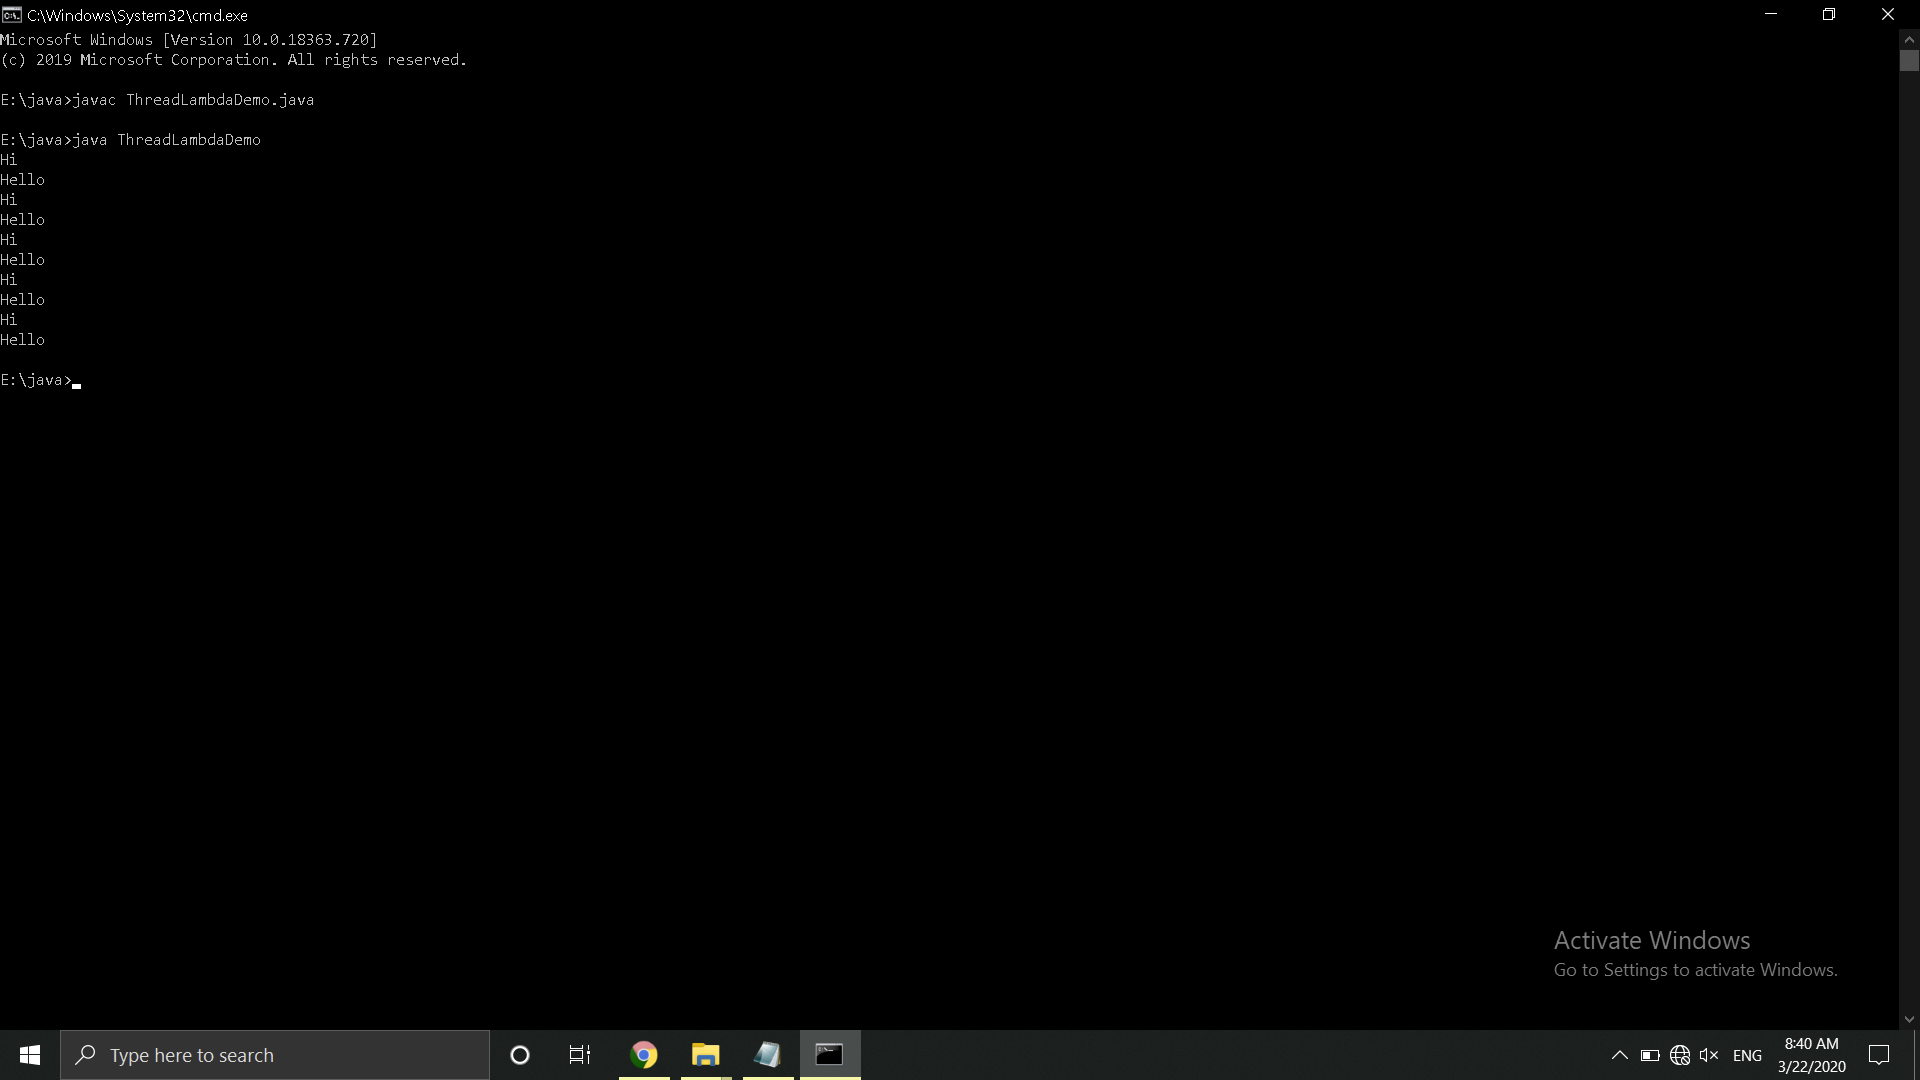 C:\Windows\System32\cmd.exe
Microsoft Windows [Version 10.0.18363.720]
(c) 2019 Microsoft Corporation. All rights reserved.
E:\java>javac ThreadLambdaDemo.java
E:\java>java ThreadLambdaDemo
Hi
Hello
Hi
Hello
Hi
Hello
Hi
Hello
Hi
Hello
E:\java>
Activate Windows
Go to Settings to activate Windows.
Type here to search
ENG
8:40 AM
3/22/2020